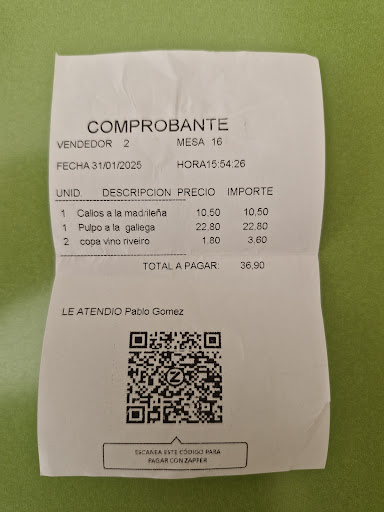 COMPROBANTE
VENDEDOR 2 MESA 16
FECHA 31/01/2025 HORA15:54:26
UNID. DESCRIPCION PRECIO IMPORTE
1 Callos a la madrileña 10,50 10,50
1 Pulpo a la gallega 22,80 22,80
2 copa vino riveiro 1,80 3,60
TOTAL A PAGAR: 36,90
LE ATENDIO Pablo Gomez
Z
ESCANEA ESTE CÓDIGO PARA
PAGAR CON ZAPPER